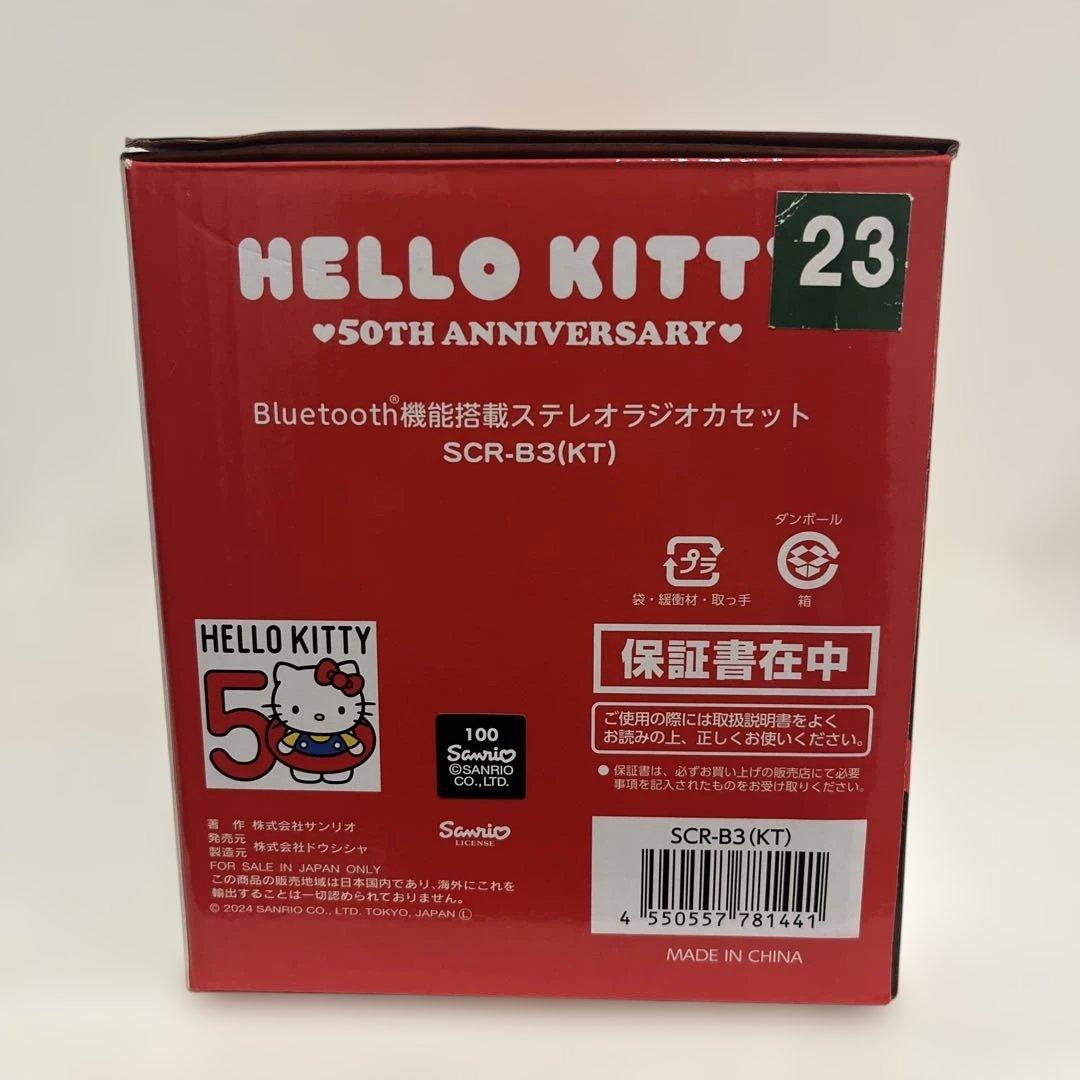 HELLO KITTY
23
♥50TH ANNIVERSARY♥
Bluetooth®機能搭載ステレオラジオカセット
SCR-B3(KT)
ダンボール
プラ
袋・緩衝材・取っ手
箱
HELLO KITTY
50
保証書在中
ご使用の際には取扱説明書をよく
お読みの上、正しくお使いください。
●保証書は、必ずお買い上げの販売店にて必要
事項を記入されたものをお受け取りください。
100
Sanrio
©SANRIO
CO., LTD.
Sanrio
LICENSE
著 作 株式会社サンリオ
発売元
製造元 株式会社ドウシシャ
FOR SALE IN JAPAN ONLY
この商品の販売地域は日本国内であり、海外にこれを
輸出することは一切認められておりません。
© 2024 SANRIO CO., LTD. TOKYO, JAPAN Ⓛ
SCR-B3(KT)
4 550557 781441
MADE IN CHINA